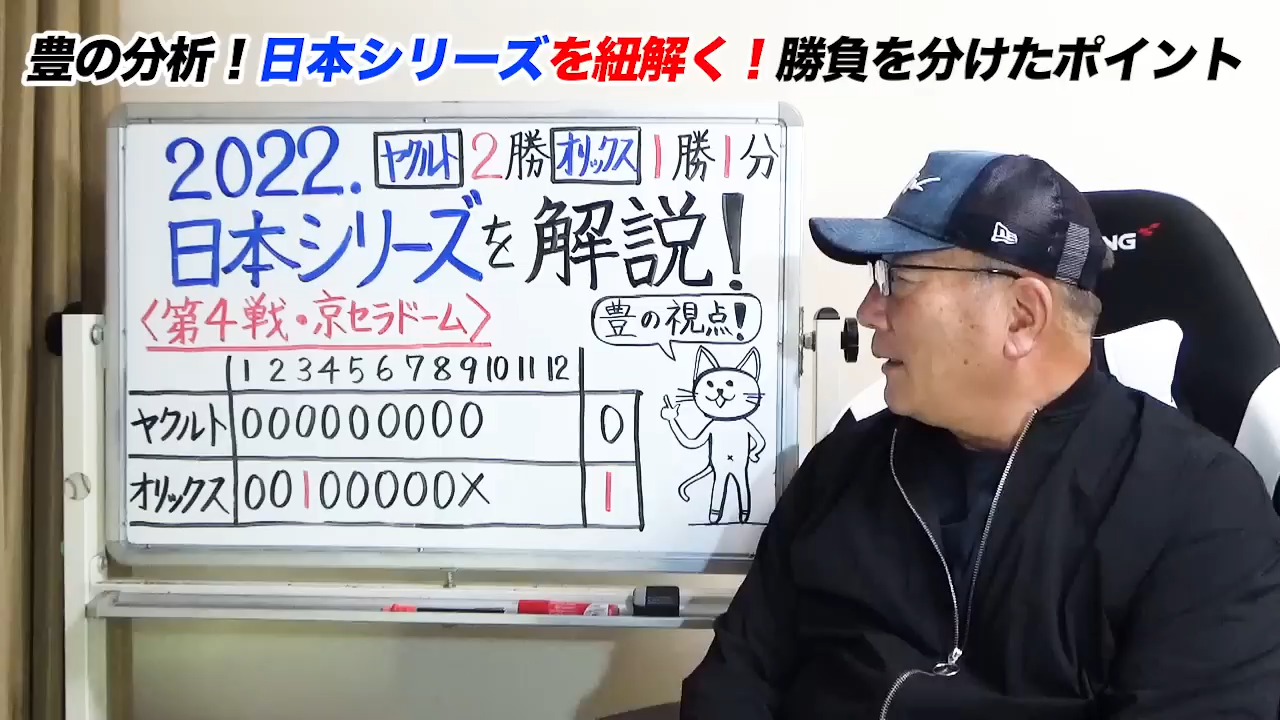 豊の分析！日本シリーズを紐解く！勝負を分けたポイント
2022. ヤクルト 2勝 オリックス 1勝1分
日本シリーズを解説!
〈第4戦・京セラドーム〉
豊の視点!
1 2 3 4 5 6 7 8 9 10 11 12
ヤクルト 0 0 0 0 0 0 0 0 0 0
オリックス 0 0 1 0 0 0 0 0 X 1
NG